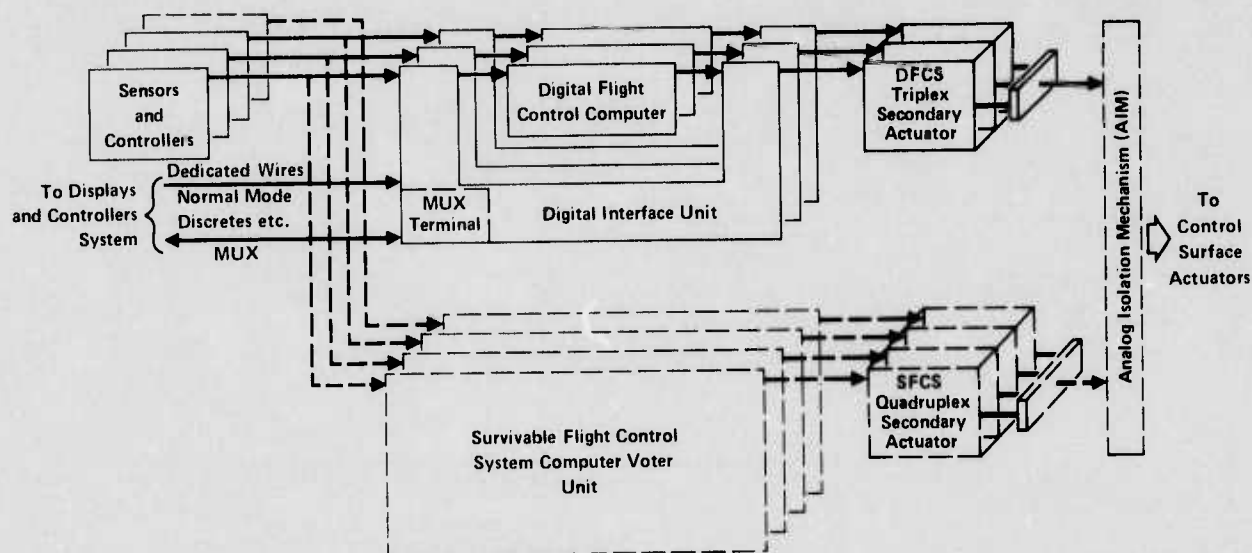 Sensors
and
Controllers
Digital Flight
Control Computer
DFCS
Triplex
Secondary
Actuator
Analog Isolation Mechanism (AIM)
To Displays
and Controllers
System
Dedicated Wires
Normal Mode
Discretes etc.
MUX
MUX
Terminal
Digital Interface Unit
To
Control
Surface
Actuators
SFCS
Quadruplex
Secondary
Actuator
Survivable Flight Control
System Computer Voter
Unit